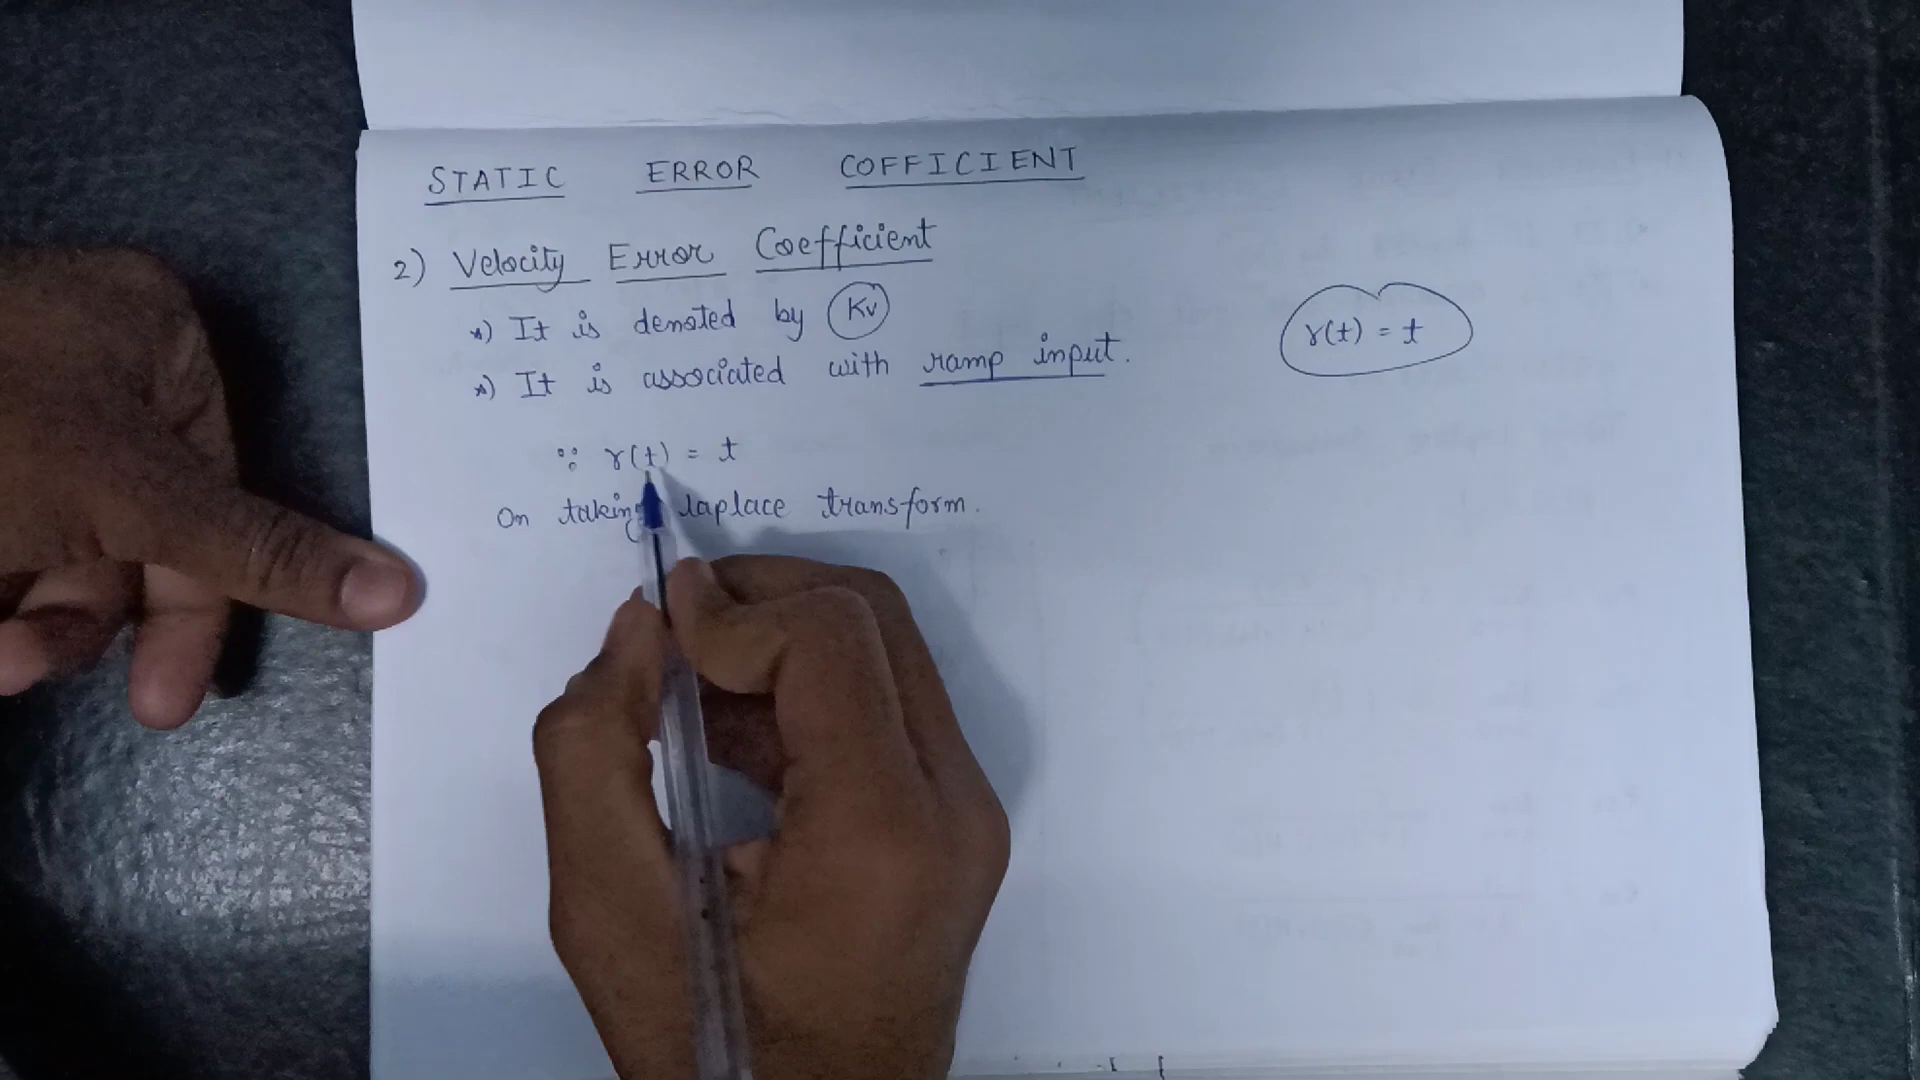 STATIC ERROR COFFICIENT
2) Velocity Error Coefficient
*) It is denoted by Kv
*) It is associated with ramp input.
r(t) = t
∵ r(t) = t
On taking laplace transform.